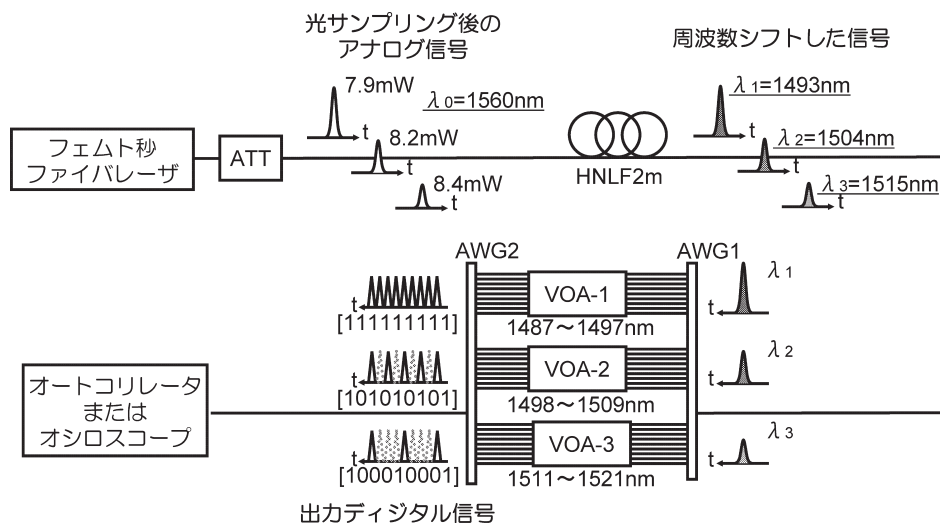 光サンプリング後の
アナログ信号
周波数シフトした信号
7.9mW
λ0=1560nm
λ1=1493nm
8.2mW
λ2=1504nm
フェムト秒
ファイバレーザ
ATT
t
t
8.4mW
t
HNLF2m
t
t
λ3=1515nm
t
AWG2
AWG1
VOA-1
λ1
t
[111111111]
1487～1497nm
t
VOA-2
λ2
t
[101010101]
1498～1509nm
t
オートコリレータ
または
オシロスコープ
VOA-3
λ3
t
[100010001]
1511～1521nm
t
出力ディジタル信号